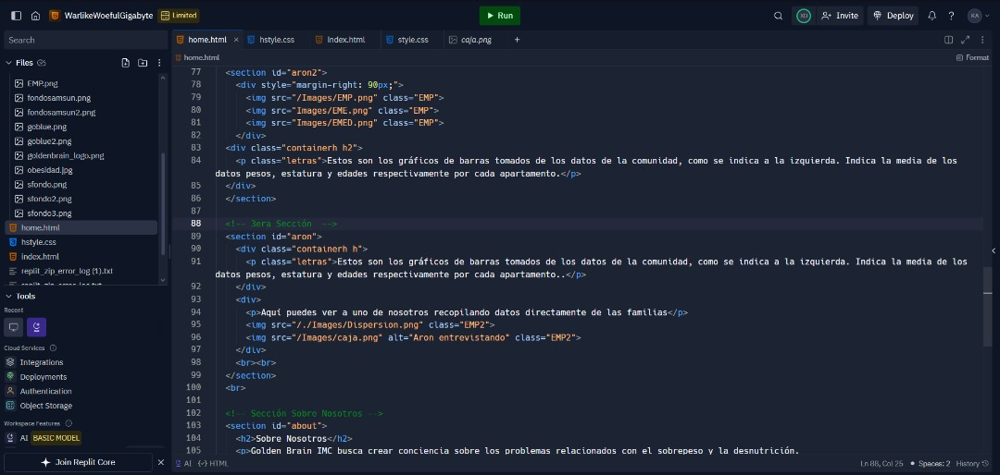 WarlikeWoefulGigabyte
Limited
Run
Invite
Deploy
KA
Search
home.html
hstyle.css
index.html
style.css
caja.png
Files
home.html
Format
EMP.png
fondosamsun.png
fondosamsun2.png
goblue.png
goblue2.png
goldenbrain_logo.png
obesidad.jpg
sfondo.png
sfondo2.png
sfondo3.png
home.html
hstyle.css
index.html
replit_zip_error_log (1).txt
replit_zip_error_log.txt
Tools
Recent
Cloud Services
Integrations
Deployments
Authentication
Object Storage
Workspace Features
AI BASIC MODEL
Join Replit Core
77 <section id="aron2">
78 <div style="margin-right: 90px;">
79 <img src="/Images/EMP.png" class="EMP">
80 <img src="Images/EME.png" class="EMP">
81 <img src="Images/EMED.png" class="EMP">
82 </div>
83 <div class="containerh h2">
84 <p class="letras">Estos son los gráficos de barras tomados de los datos de la comunidad, como se indica a la izquierda. Indica la media de los
datos pesos, estatura y edades respectivamente por cada apartamento.</p>
85 </div>
86 </section>
87
88 <!-- 3era Sección -->
89 <section id="aron">
90 <div class="containerh h">
91 <p class="letras">Estos son los gráficos de barras tomados de los datos de la comunidad, como se indica a la izquierda. Indica la media de los
datos pesos, estatura y edades respectivamente por cada apartamento..</p>
92 </div>
93 <div>
94 <p>Aquí puedes ver a uno de nosotros recopilando datos directamente de las familias</p>
95 <img src="/./Images/Dispersion.png" class="EMP2">
96 <img src="/Images/caja.png" alt="Aron entrevistando" class="EMP2">
97 </div>
98 <br><br>
99 </section>
100 <br>
101
102 <!-- Sección Sobre Nosotros -->
103 <section id="about">
104 <h2>Sobre Nosotros</h2>
105 <p>Golden Brain IMC busca crear conciencia sobre los problemas relacionados con el sobrepeso y la desnutrición.
AI HTML
Ln 88, Col 25 Spaces: 2 History